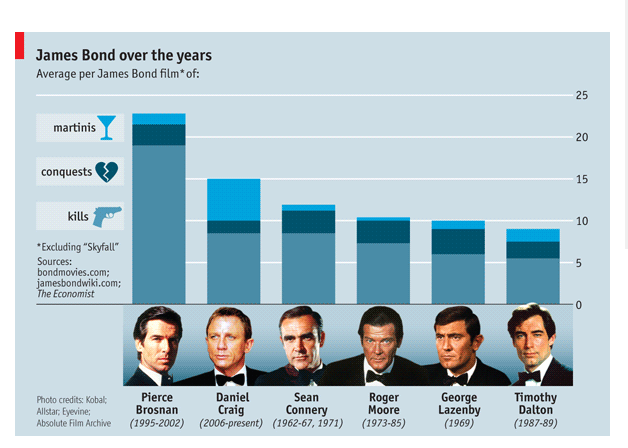 James Bond over the years
Average per James Bond film* of:
25
martinis
20
conquests
15
kills
10
*Excluding “Skyfall”
Sources:
bondmovies.com;
5
jamesbondwiki.com;
The Economist
0
Photo credits: Kobal;
Allstar; Eyevine;
Absolute Film Archive
Pierce
Brosnan
(1995-2002)
Daniel
Craig
(2006-present)
Sean
Connery
(1962-67, 1971)
Roger
Moore
(1973-85)
George
Lazenby
(1969)
Timothy
Dalton
(1987-89)